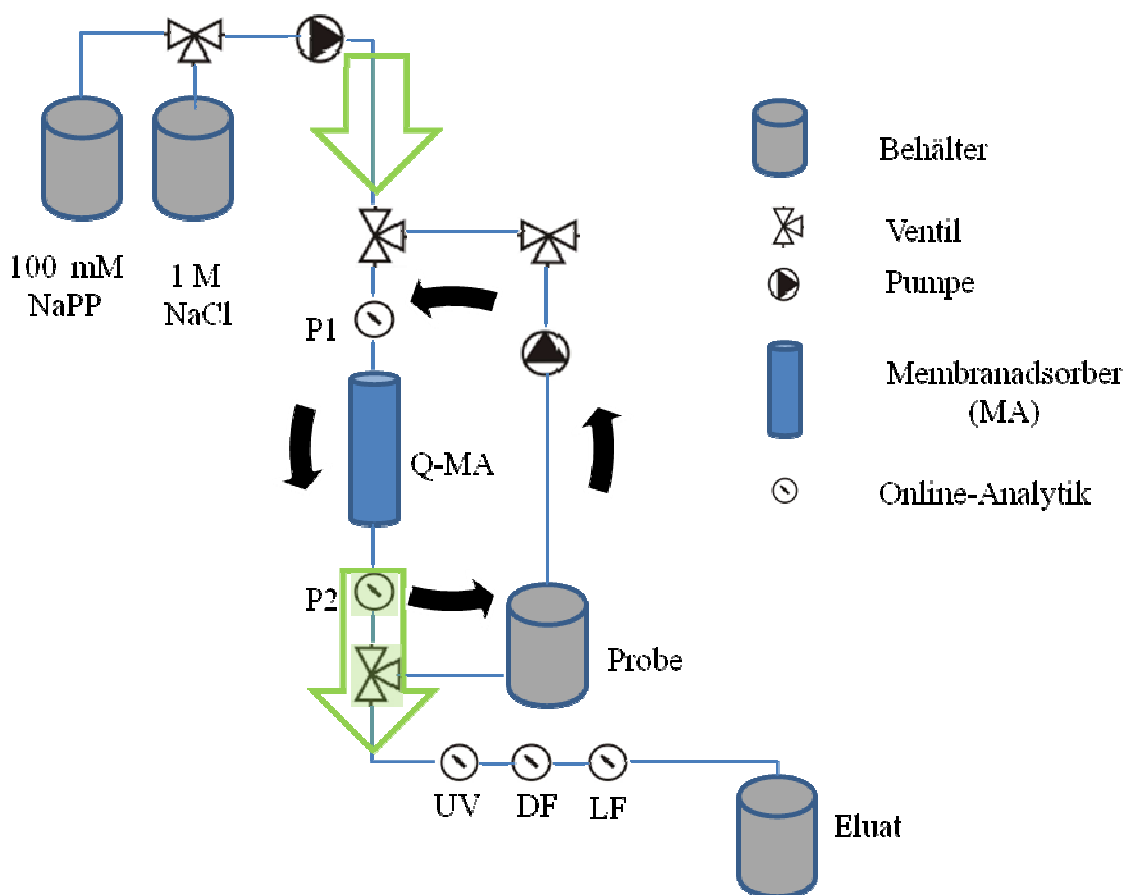 100 mM
NaPP
1 M
NaCl
P1
Q-MA
P2
Probe
UV
DF
LF
Eluat
Behälter
Ventil
Pumpe
Membranadsorber
(MA)
Online-Analytik